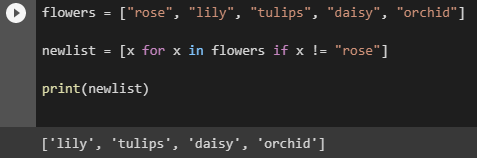 flowers = ["rose", "lily", "tulips", "daisy", "orchid"]
newlist = [x for x in flowers if x != "rose"]
print(newlist)
['lily', 'tulips', 'daisy', 'orchid']